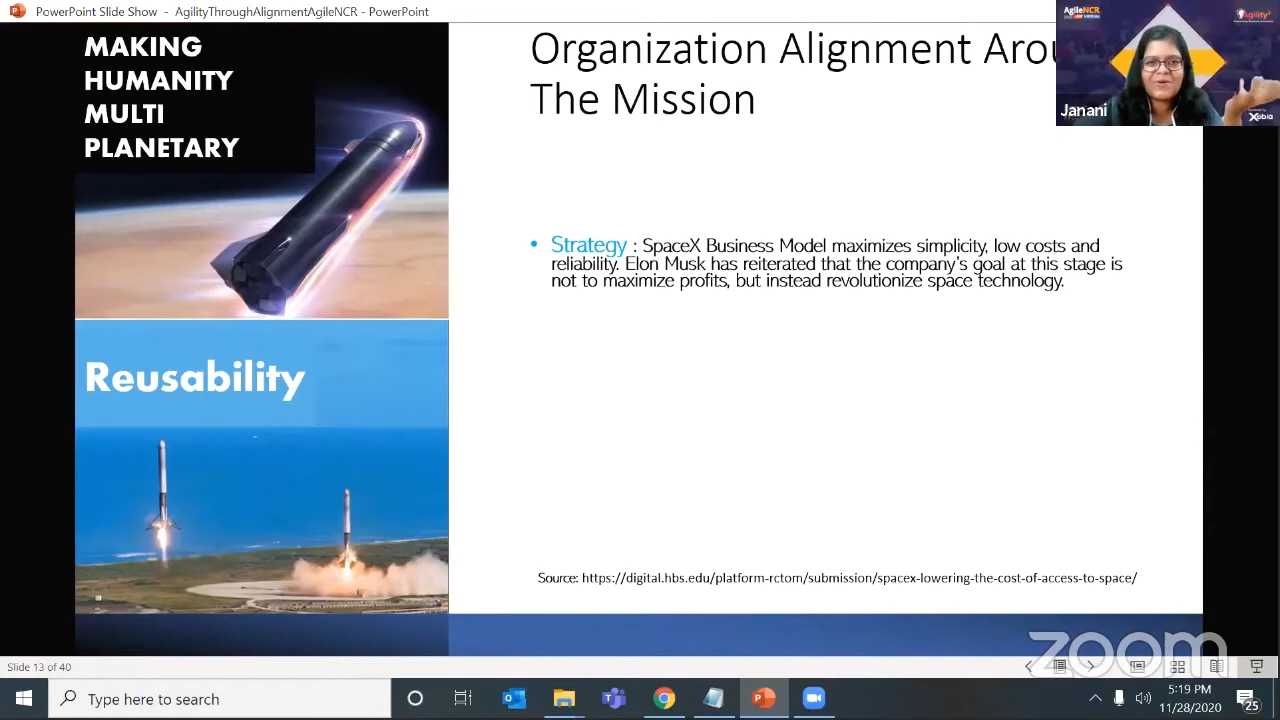 PowerPoint Slide Show - AgilityThroughAlignmentAgileNCR - PowerPoint
MAKING
HUMANITY
MULTI
PLANETARY
Organization Alignment Arou
The Mission
AgileNCR
Agility
Janani
Xebia
• Strategy : SpaceX Business Model maximizes simplicity, low costs and
reliability. Elon Musk has reiterated that the company's goal at this stage is
not to maximize profits, but instead revolutionize space technology.
Reusability
Source: https://digital.hbs.edu/platform-rctom/submission/spacex-lowering-the-cost-of-access-to-space/
zoom
Slide 13 of 40
Type here to search
5:19 PM
11/28/2020
25